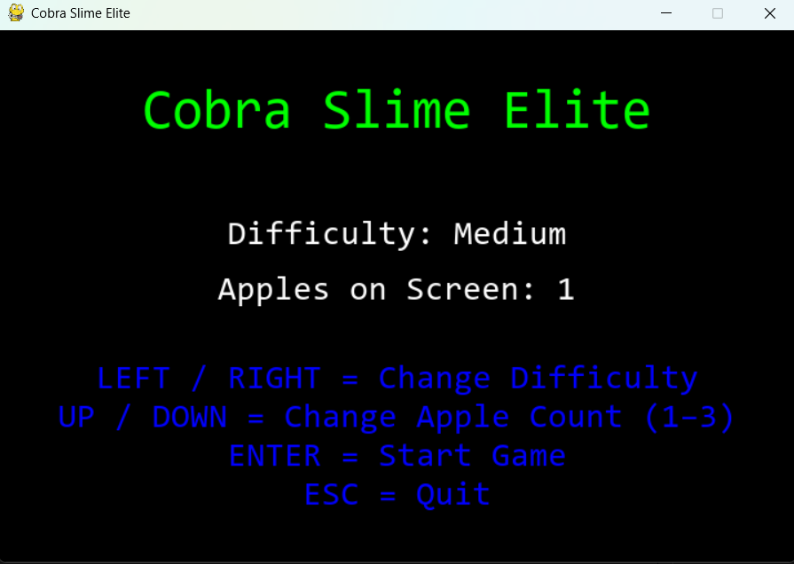 Cobra Slime Elite
Cobra Slime Elite
Difficulty: Medium
Apples on Screen: 1
LEFT / RIGHT = Change Difficulty
UP / DOWN = Change Apple Count (1–3)
ENTER = Start Game
ESC = Quit